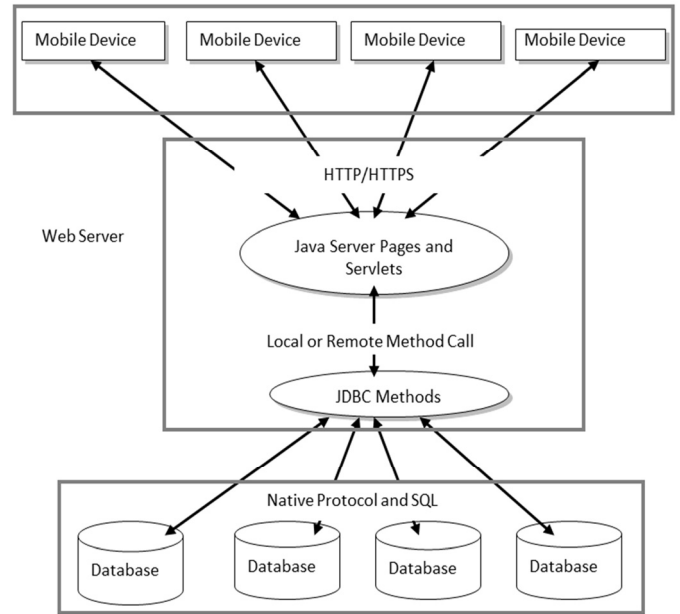 Mobile Device
Mobile Device
Mobile Device
Mobile Device
HTTP/HTTPS
Web Server
Java Server Pages and
Servlets
Local or Remote Method Call
JDBC Methods
Native Protocol and SQL
Database
Database
Database
Database